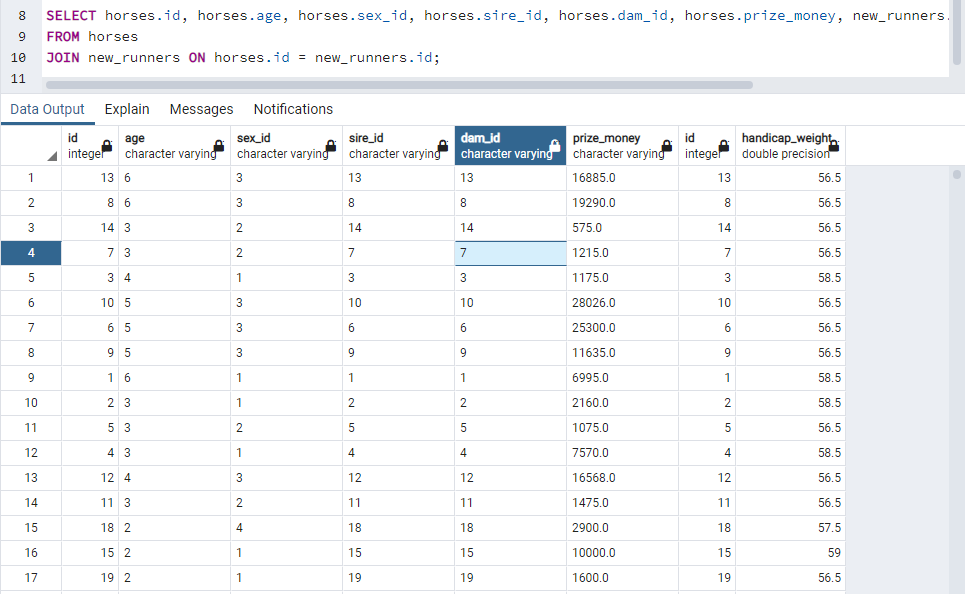 8 SELECT horses.id, horses.age, horses.sex_id, horses.sire_id, horses.dam_id, horses.prize_money, new_runners.
9 FROM horses
10 JOIN new_runners ON horses.id = new_runners.id;
11
Data Output Explain Messages Notifications
id age sex_id sire_id dam_id prize_money id handicap_weight
integer character varying character varying character varying character varying character varying integer double precision
1 13 6 3 13 13 16885.0 13 56.5
2 8 6 3 8 8 19290.0 8 56.5
3 14 3 2 14 14 575.0 14 56.5
4 7 3 2 7 7 1215.0 7 56.5
5 3 4 1 3 3 1175.0 3 58.5
6 10 5 3 10 10 28026.0 10 56.5
7 6 5 3 6 6 25300.0 6 56.5
8 9 5 3 9 9 11635.0 9 56.5
9 1 6 1 1 1 6995.0 1 58.5
10 2 3 1 2 2 2160.0 2 58.5
11 5 3 2 5 5 1075.0 5 56.5
12 4 3 1 4 4 7570.0 4 58.5
13 12 4 3 12 12 16568.0 12 56.5
14 11 3 2 11 11 1475.0 11 56.5
15 18 2 4 18 18 2900.0 18 57.5
16 15 2 1 15 15 10000.0 15 59
17 19 2 1 19 19 1600.0 19 56.5